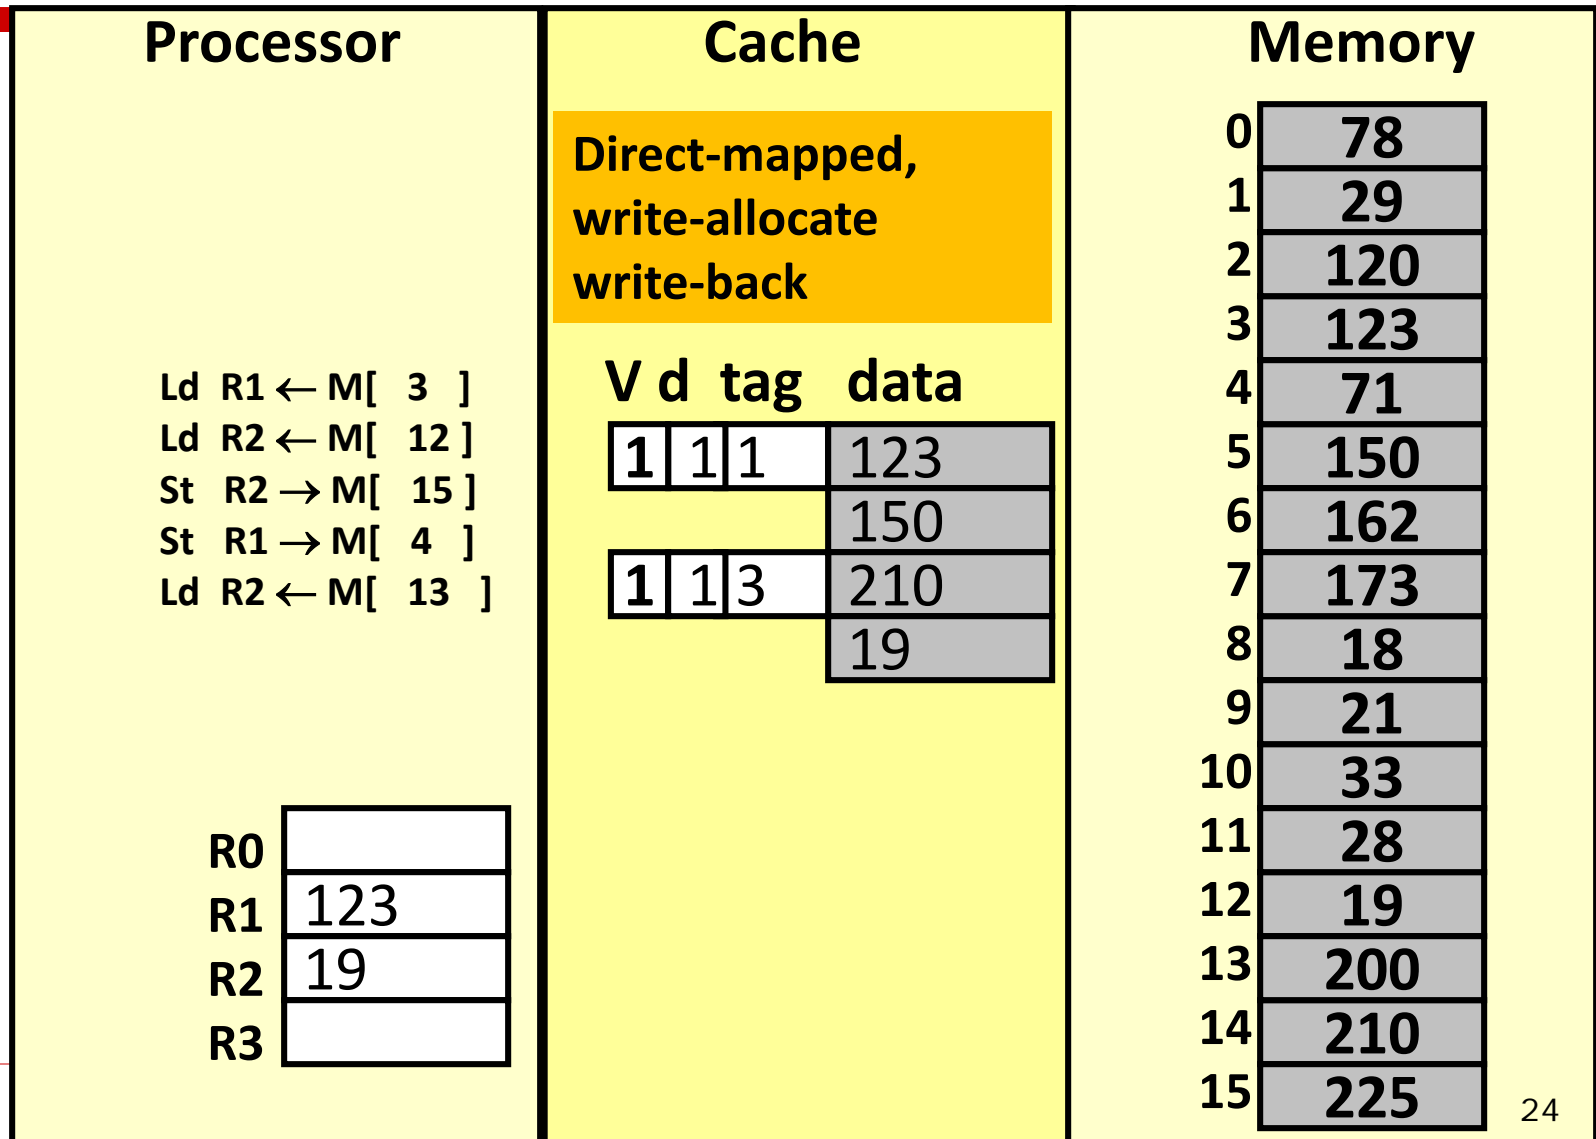 Processor
Cache
Memory
Direct-mapped,
write-allocate
write-back
Ld R1 ← M[ 3 ]
Ld R2 ← M[ 12 ]
St R2 → M[ 15 ]
St R1 → M[ 4 ]
Ld R2 ← M[ 13 ]
R0
R1 123
R2 19
R3
V d tag data
1 1 1 123
150
1 1 3 210
19
0 78
1 29
2 120
3 123
4 71
5 150
6 162
7 173
8 18
9 21
10 33
11 28
12 19
13 200
14 210
15 225
24